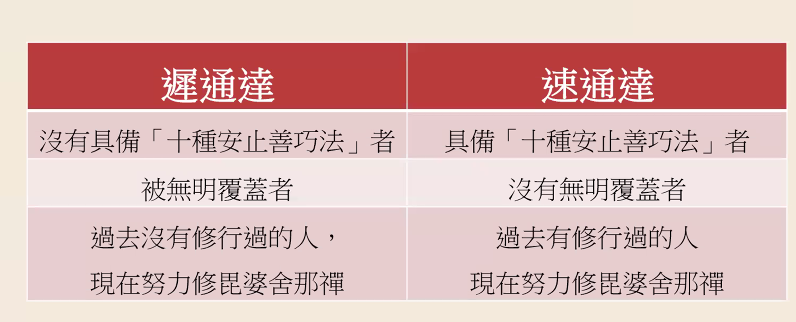 遲通達
速通達
沒有具備「十種安止善巧法」者
具備「十種安止善巧法」者
被無明覆蓋者
沒有無明覆蓋者
過去沒有修行過的人，
現在努力修毘婆舍那禪
過去有修行過的人
現在努力修毘婆舍那禪